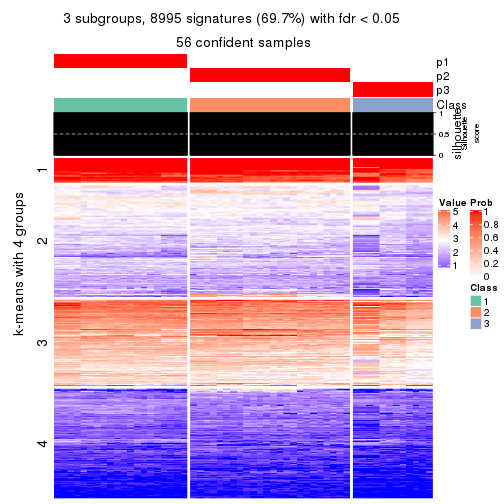 3 subgroups, 8995 signatures (69.7%) with fdr < 0.05
56 confident samples
p1
p2
p3
Class
silhouette
1
0.5
0
Silhouette
score
k-means with 4 groups
1
2
3
4
Value
5
4
3
2
1
Prob
1
0.8
0.6
0.4
0.2
0
Class
1
2
3